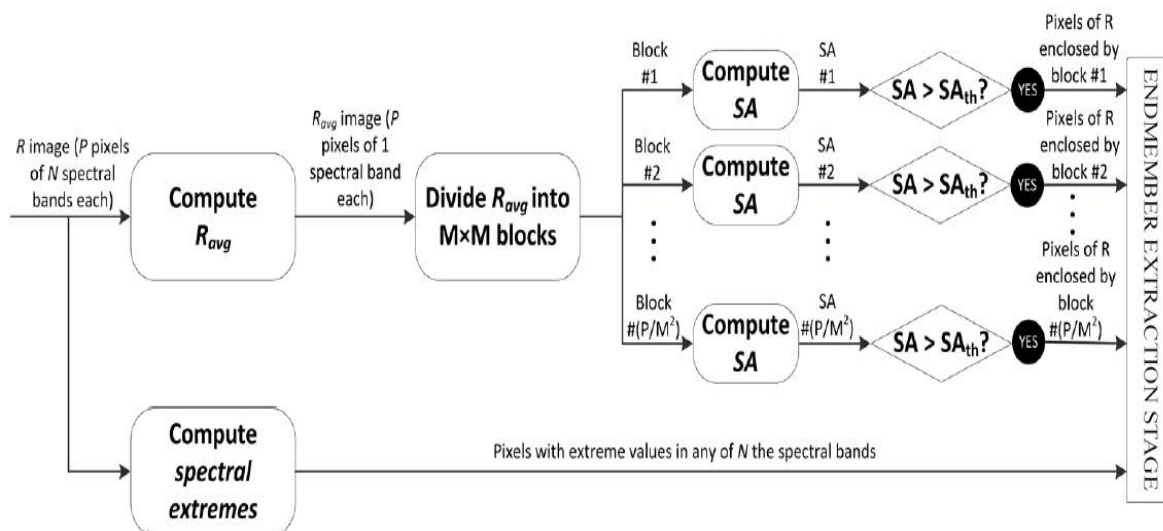 R image (P pixels
of N spectral
bands each)
Compute
Ravg
Ravg image (P
pixels of 1
spectral band
each)
Divide Ravg into
M×M blocks
Block
#1
Compute
SA
SA
#1
SA > SAth?
YES
Pixels of R
enclosed by
block #1
Block
#2
Compute
SA
SA
#2
SA > SAth?
YES
Pixels of R
enclosed by
block #2
Block
#(P/M²)
Compute
SA
SA
#(P/M²)
SA > SAth?
YES
Pixels of R
enclosed by
block
#(P/M²)
Compute
spectral
extremes
Pixels with extreme values in any of N the spectral bands
ENDMEMBER EXTRACTION STAGE